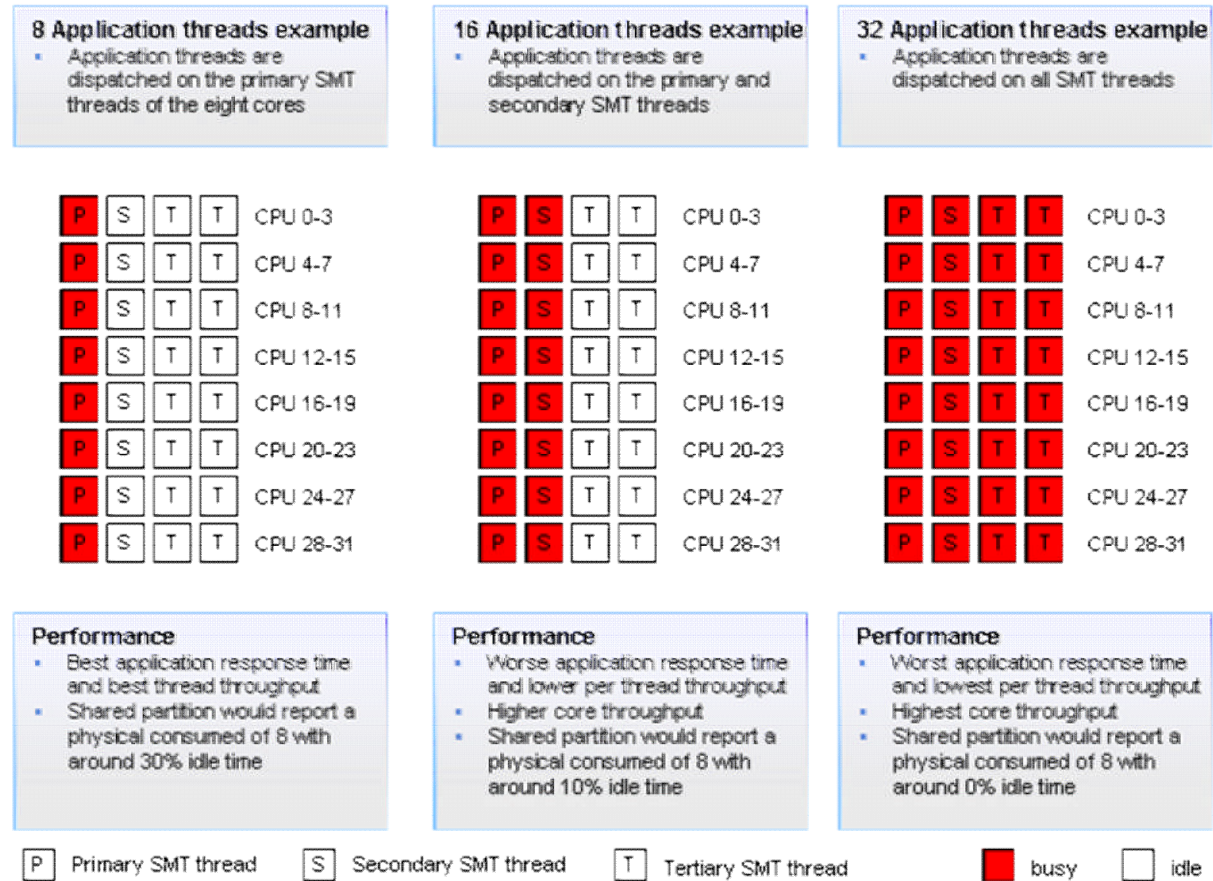 8 Application threads example
▪ Application threads are
dispatched on the primary SMT
threads of the eight cores
16 Application threads example
▪ Application threads are
dispatched on the primary and
secondary SMT threads
32 Application threads example
▪ Application threads are
dispatched on all SMT threads
P S T T CPU 0-3
P S T T CPU 4-7
P S T T CPU 8-11
P S T T CPU 12-15
P S T T CPU 16-19
P S T T CPU 20-23
P S T T CPU 24-27
P S T T CPU 28-31
P S T T CPU 0-3
P S T T CPU 4-7
P S T T CPU 8-11
P S T T CPU 12-15
P S T T CPU 16-19
P S T T CPU 20-23
P S T T CPU 24-27
P S T T CPU 28-31
P S T T CPU 0-3
P S T T CPU 4-7
P S T T CPU 8-11
P S T T CPU 12-15
P S T T CPU 16-19
P S T T CPU 20-23
P S T T CPU 24-27
P S T T CPU 28-31
Performance
▪ Best application response time
and best thread throughput
▪ Shared partition would report a
physical consumed of 8 with
around 30% idle time
Performance
▪ Worse application response time
and lower per thread throughput
▪ Higher core throughput
▪ Shared partition would report a
physical consumed of 8 with
around 10% idle time
Performance
▪ Worst application response time
and lowest per thread throughput
▪ Highest core throughput
▪ Shared partition would report a
physical consumed of 8 with
around 0% idle time
P Primary SMT thread S Secondary SMT thread T Tertiary SMT thread busy idle